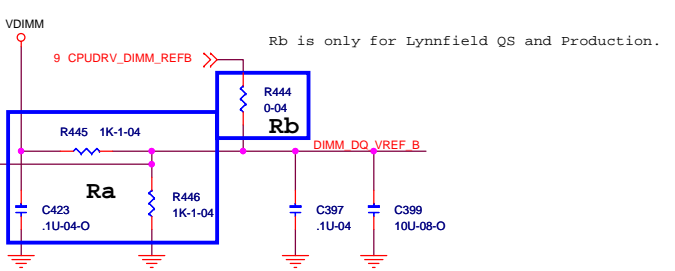 VDIMM
Rb is only for Lynnfield QS and Production.
9 CPUDRV_DIMM_REFB
R444
0-04
Rb
R445 1K-1-04
DIMM_DQ_VREF_B
Ra
R446
1K-1-04
C423
.1U-04-O
C397
.1U-04
C399
10U-08-O